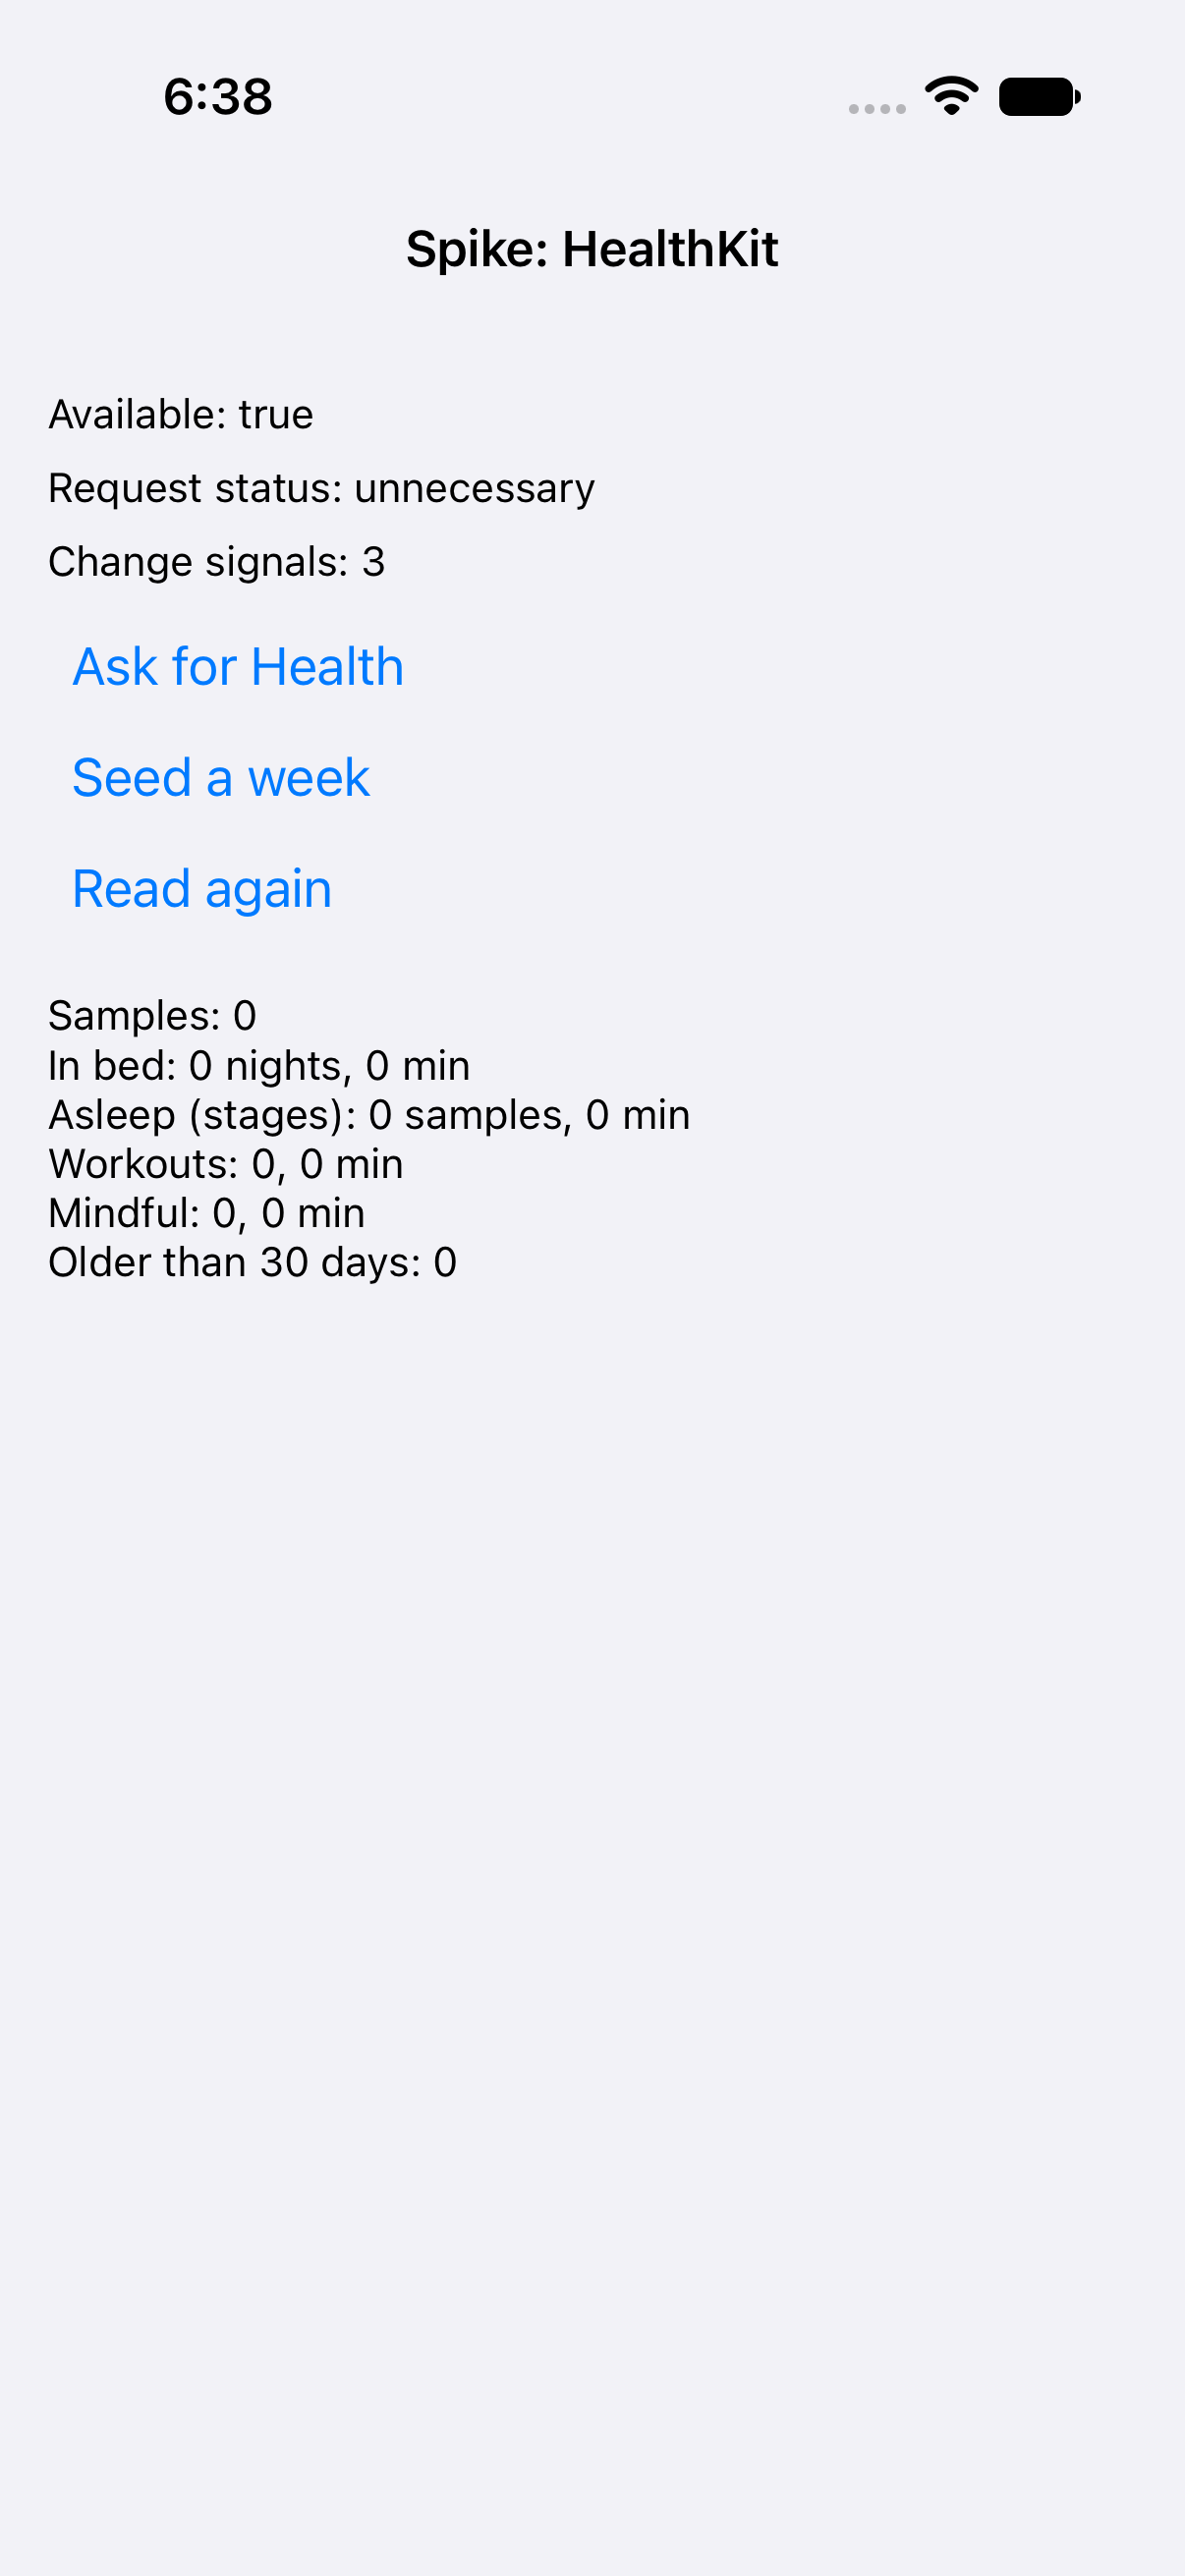 6:38
Spike: HealthKit
Available: true
Request status: unnecessary
Change signals: 3
Ask for Health
Seed a week
Read again
Samples: 0
In bed: 0 nights, 0 min
Asleep (stages): 0 samples, 0 min
Workouts: 0, 0 min
Mindful: 0, 0 min
Older than 30 days: 0